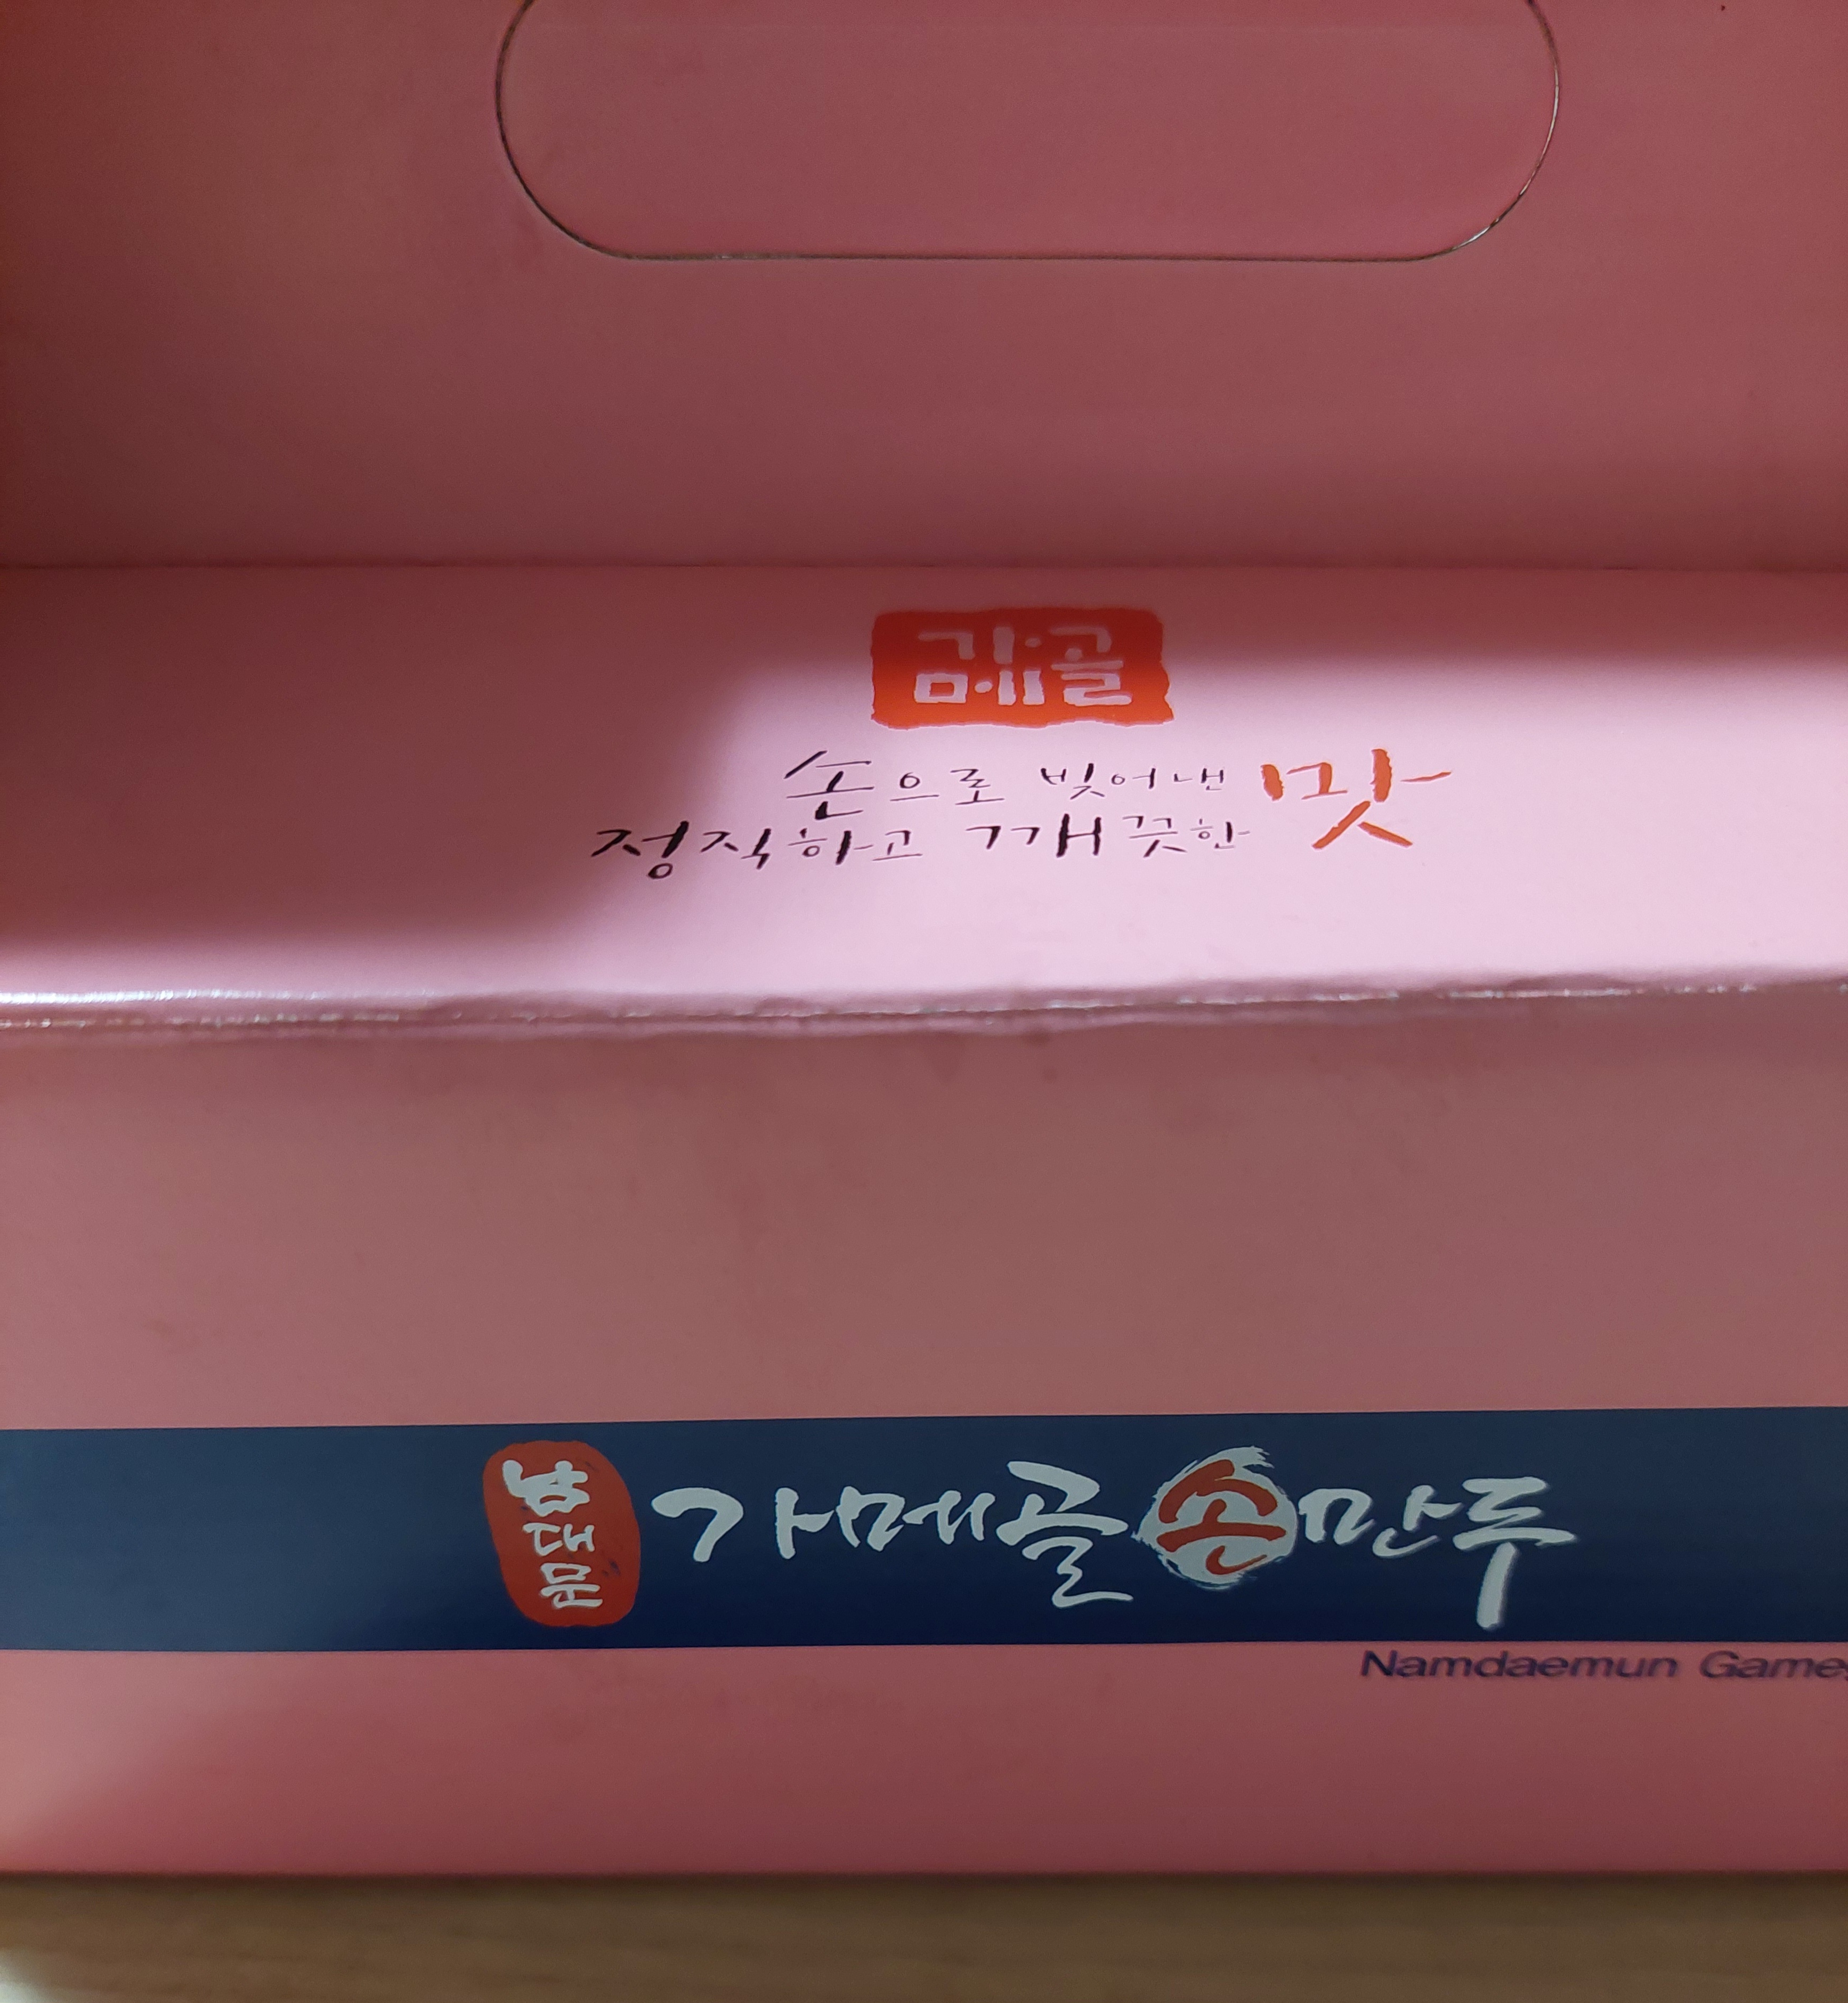 가메골
손으로 빚어낸 맛
정직하고 깨끗한
남대문 가메골 손만두
Namdaemun Game